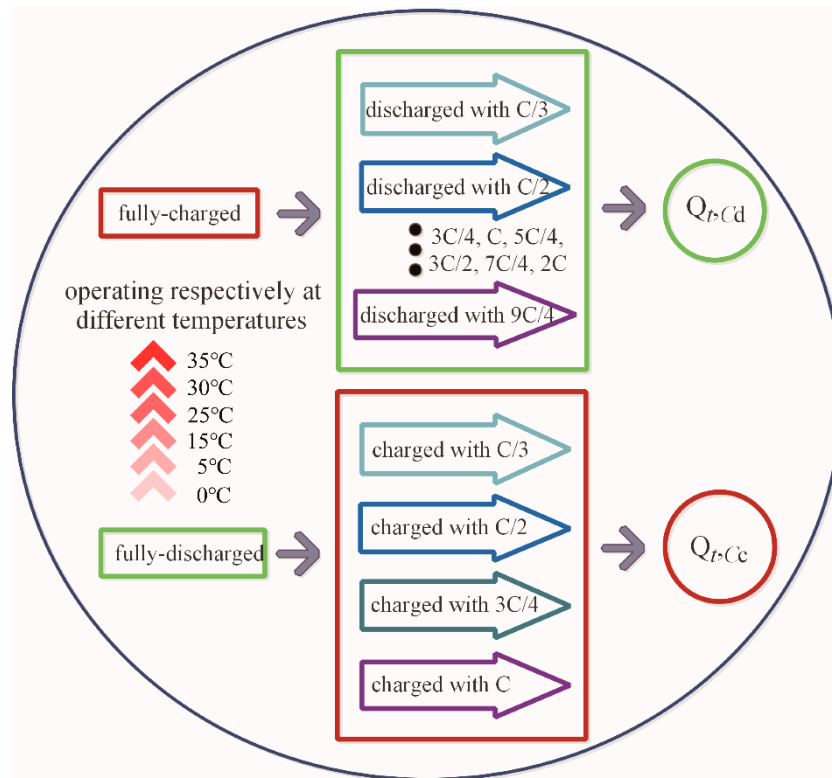 discharged with C/3
discharged with C/2
3C/4, C, 5C/4,
3C/2, 7C/4, 2C
discharged with 9C/4
fully-charged
Qt,Cd
operating respectively at
different temperatures
35℃
30℃
25℃
15℃
5℃
0℃
fully-discharged
charged with C/3
charged with C/2
charged with 3C/4
charged with C
Qt,Cc